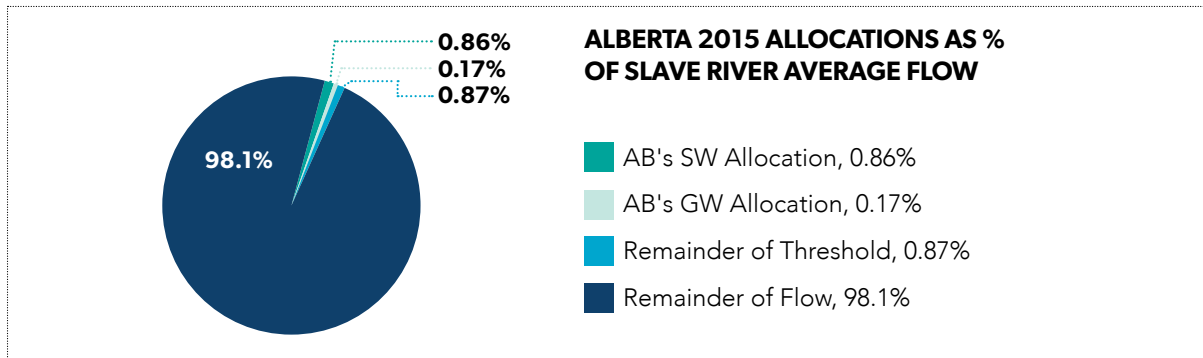 0.86%
0.17%
0.87%
98.1%
ALBERTA 2015 ALLOCATIONS AS %
OF SLAVE RIVER AVERAGE FLOW
AB's SW Allocation, 0.86%
AB's GW Allocation, 0.17%
Remainder of Threshold, 0.87%
Remainder of Flow, 98.1%